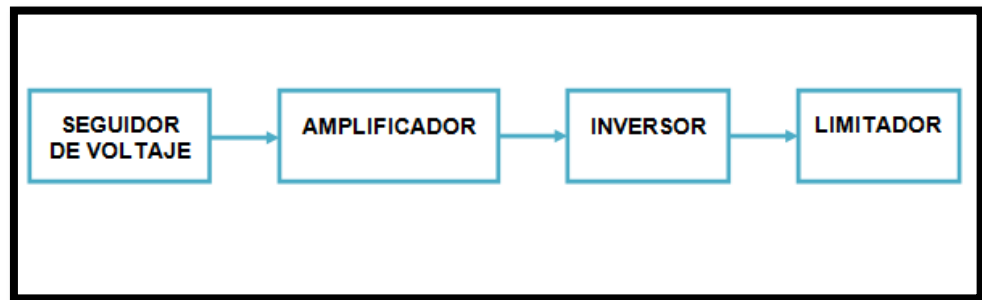 SEGUIDOR
DE VOLTAJE
AMPLIFICADOR
INVERSOR
LIMITADOR